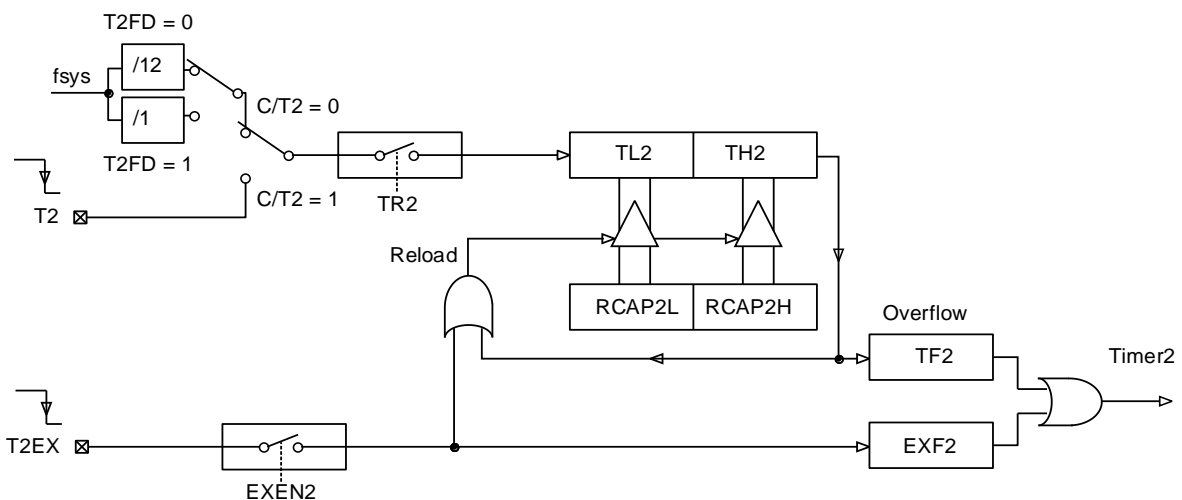 T2FD = 0
/12
fsys
C/T2 = 0
/1
T2FD = 1
TL2
TH2
C/T2 = 1
T2
TR2
Reload
RCAP2L
RCAP2H
Overflow
TF2
Timer2
T2EX
EXF2
EXEN2